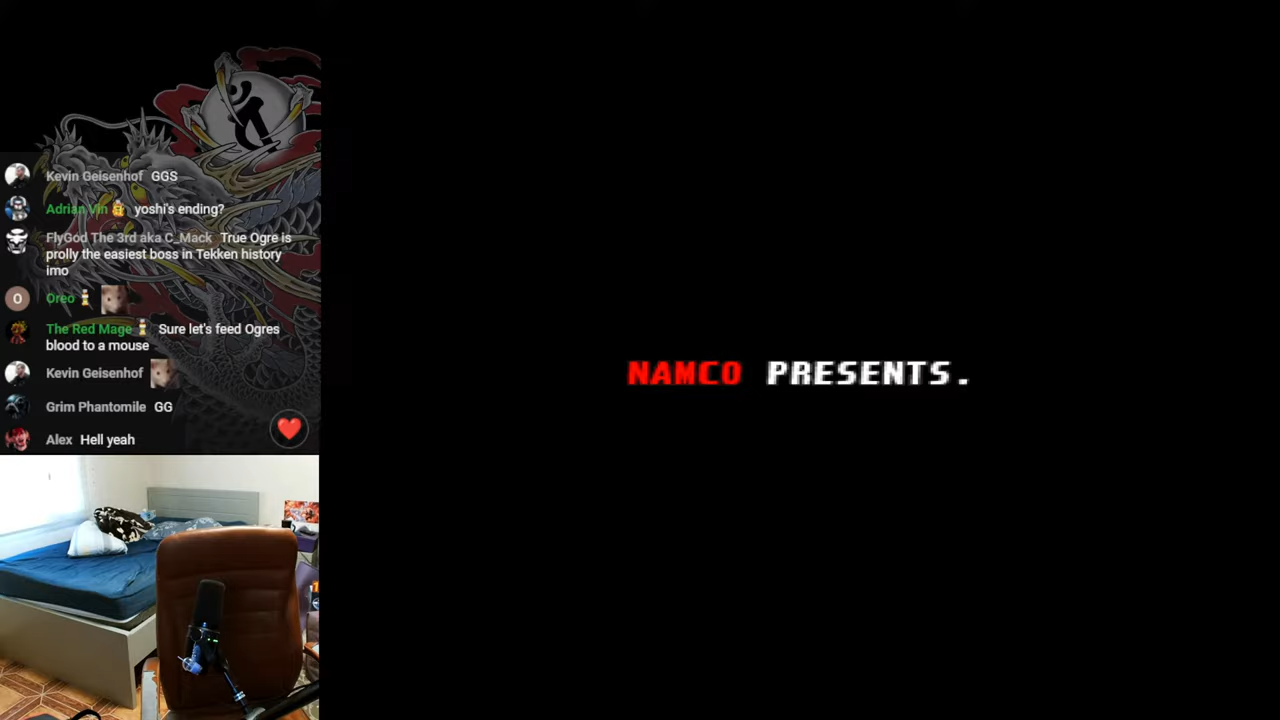 Kevin Geisenhof GGS
Adrian Vin yoshi's ending?
FlyGod The 3rd aka C_Mack True Ogre is
prolly the easiest boss in Tekken history
imo
O Oreo
The Red Mage Sure let's feed Ogres
blood to a mouse
Kevin Geisenhof
Grim Phantomile GG
Alex Hell yeah
NAMCO PRESENTS.